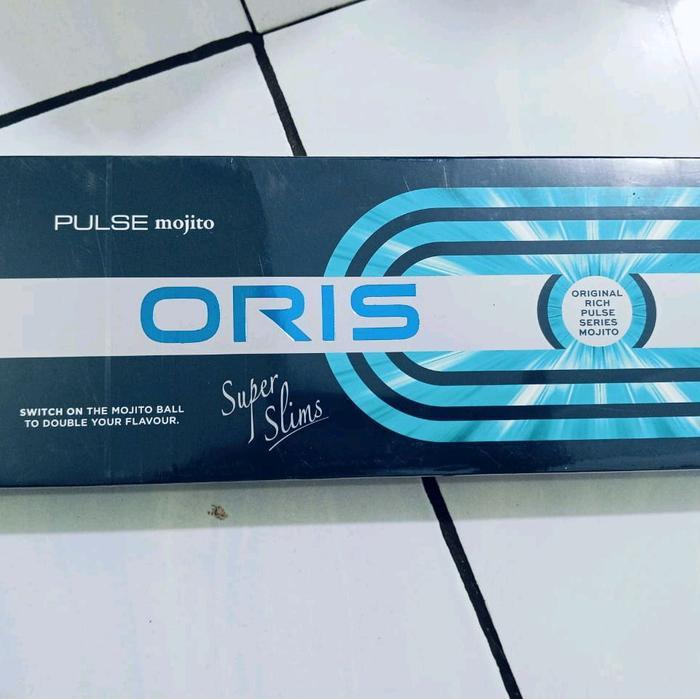 PULSE mojito
ORIS
Super
Slims
SWITCH ON THE MOJITO BALL
TO DOUBLE YOUR FLAVOUR.
ORIGINAL
RICH
PULSE
SERIES
MOJITO